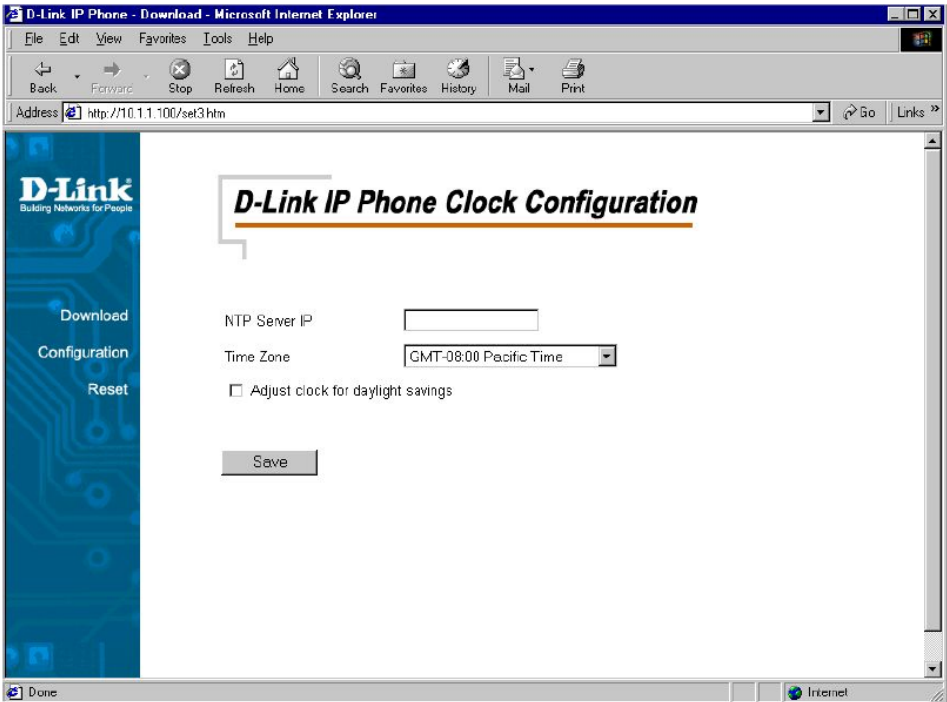 D-Link IP Phone - Download - Microsoft Internet Explorer
File Edit View Favorites Tools Help
Back Forward Stop Refresh Home Search Favorites History Mail Print
Address http://10.1.1.100/set3.htm Go Links »
D-Link
Building Networks for People
D-Link IP Phone Clock Configuration
Download
NTP Server IP
Configuration
Time Zone GMT-08:00 Pacific Time
Reset
Adjust clock for daylight savings
Save
Done Internet